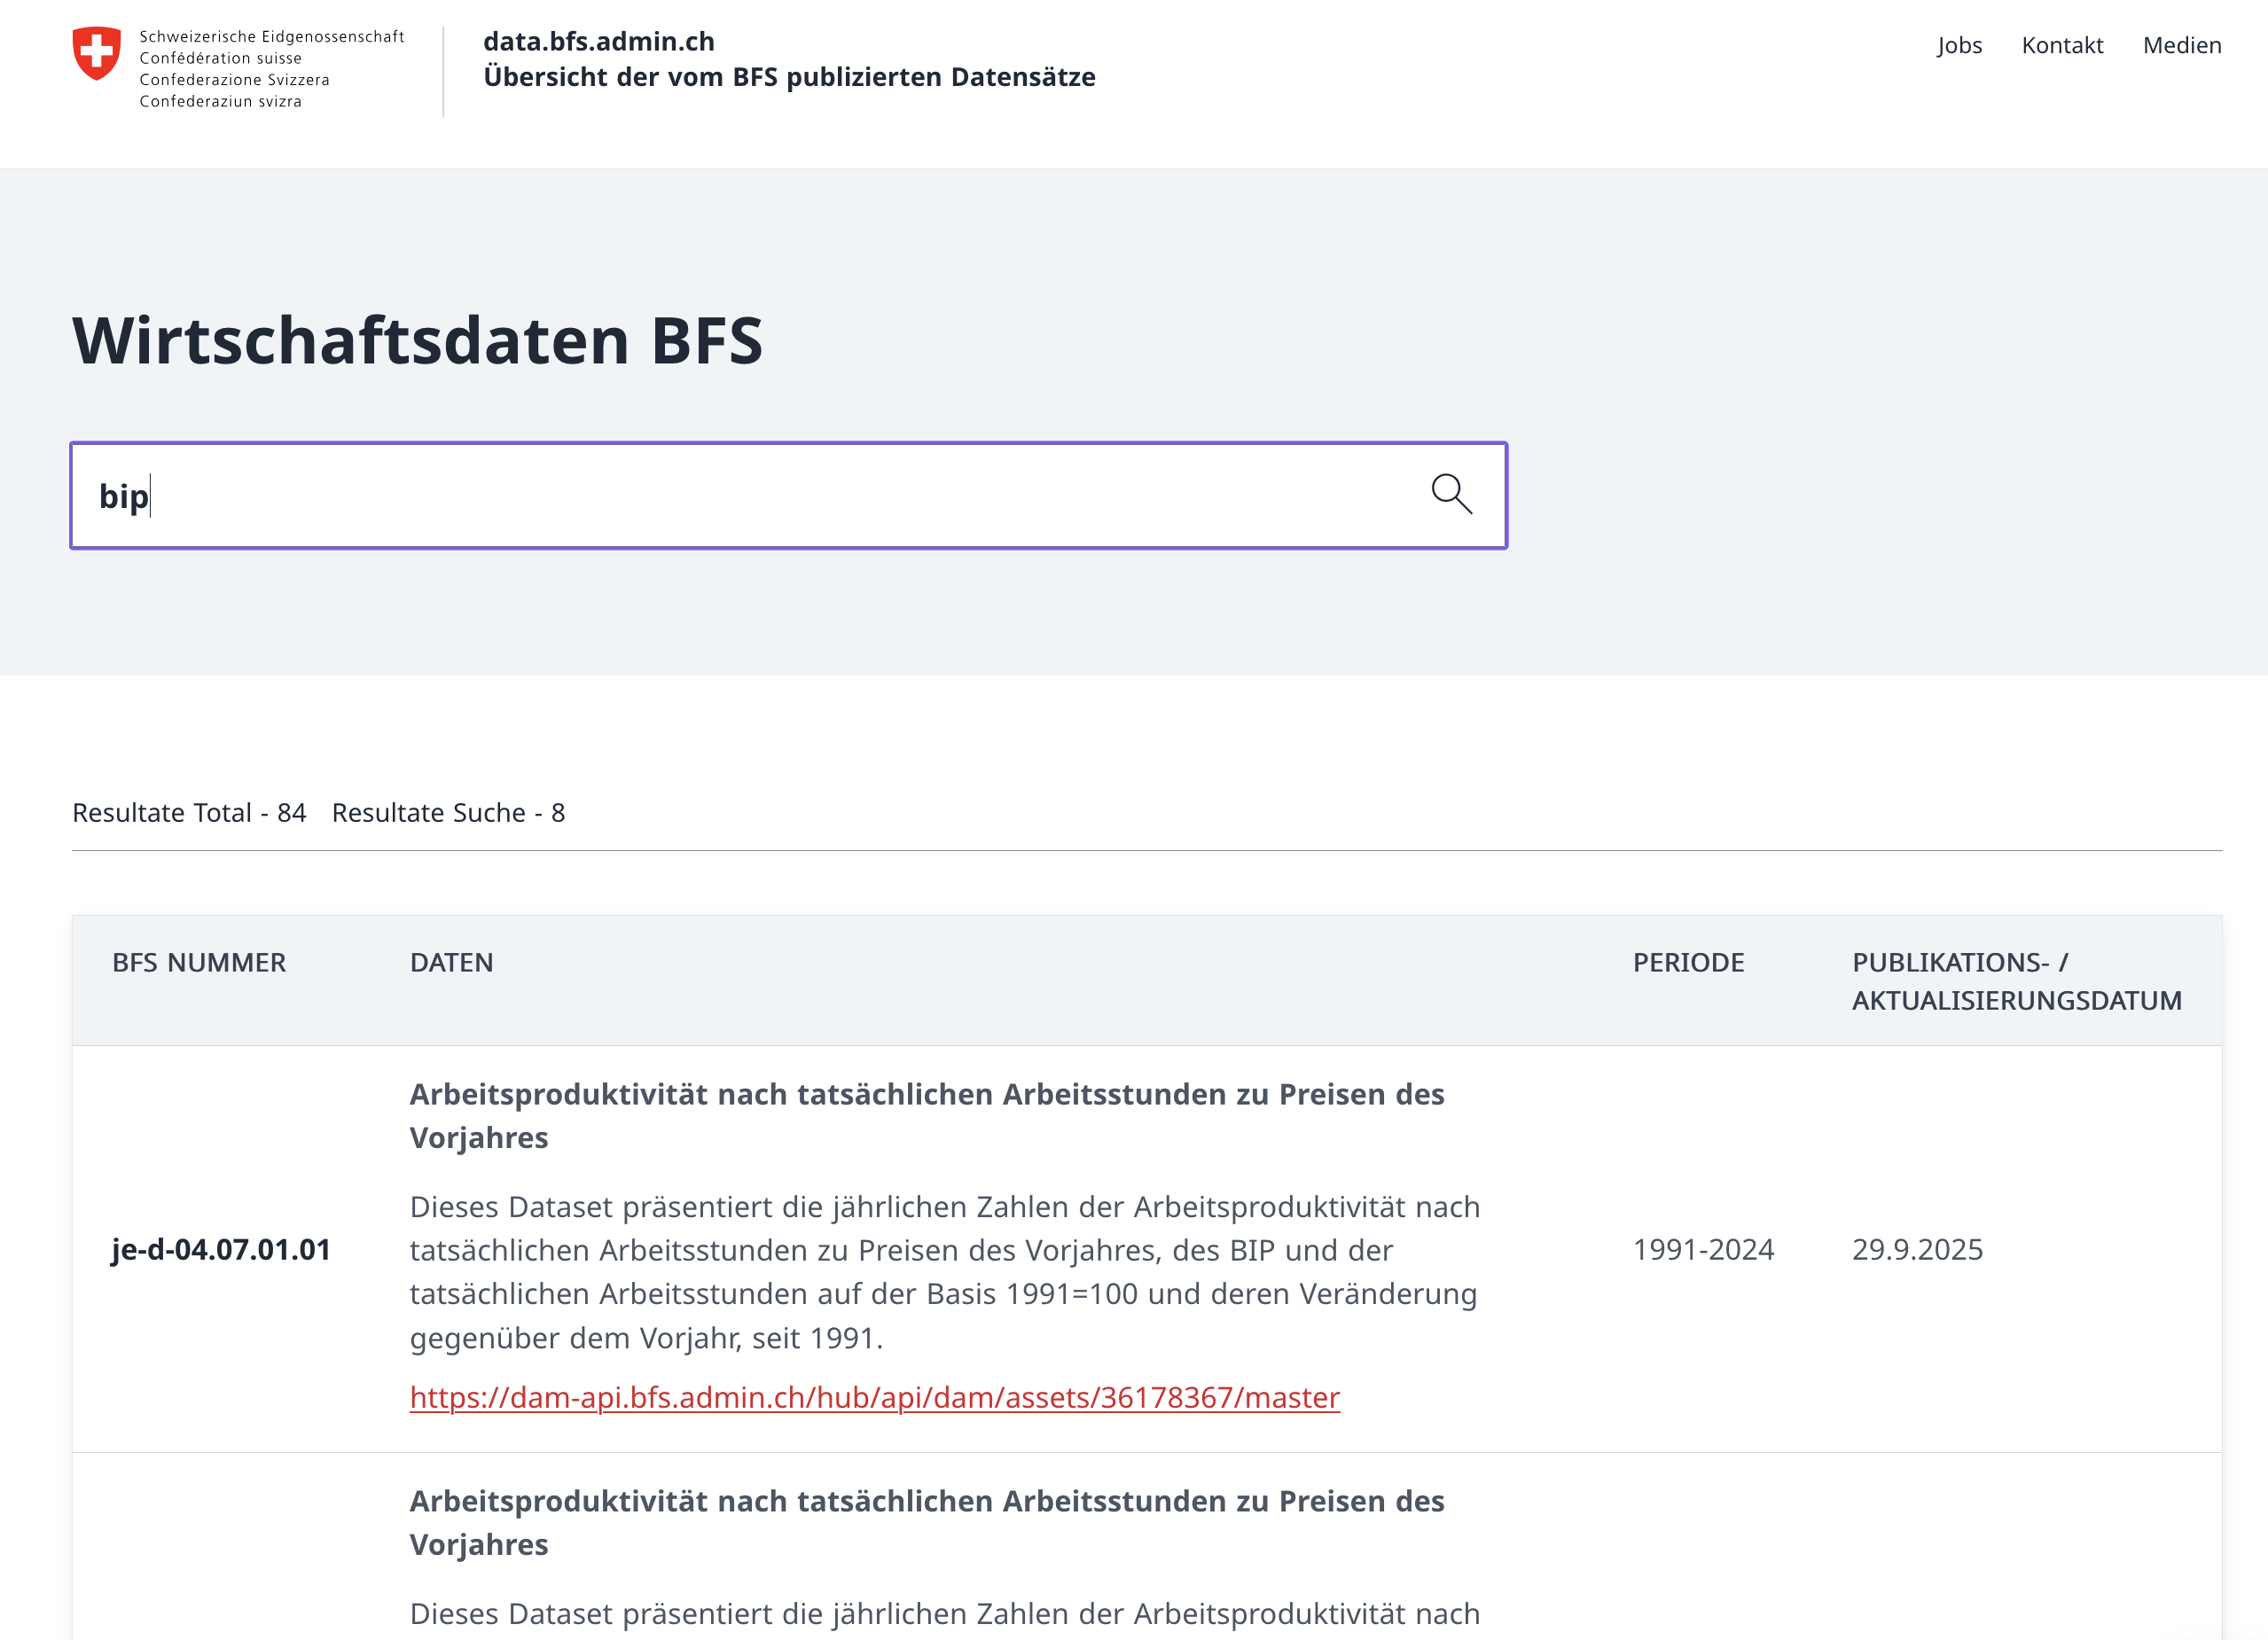 Schweizerische Eidgenossenschaft
Confédération suisse
Confederazione Svizzera
Confederaziun svizra
data.bfs.admin.ch
Übersicht der vom BFS publizierten Datensätze
Jobs Kontakt Medien
Wirtschaftsdaten BFS
bip
Resultate Total - 84 Resultate Suche - 8
BFS NUMMER DATEN PERIODE PUBLIKATIONS- /
AKTUALISIERUNGSDATUM
Arbeitsproduktivität nach tatsächlichen Arbeitsstunden zu Preisen des
Vorjahres
Dieses Dataset präsentiert die jährlichen Zahlen der Arbeitsproduktivität nach
je-d-04.07.01.01 tatsächlichen Arbeitsstunden zu Preisen des Vorjahres, des BIP und der 1991-2024 29.9.2025
tatsächlichen Arbeitsstunden auf der Basis 1991=100 und deren Veränderung
gegenüber dem Vorjahr, seit 1991.
https://dam-api.bfs.admin.ch/hub/api/dam/assets/36178367/master
Arbeitsproduktivität nach tatsächlichen Arbeitsstunden zu Preisen des
Vorjahres
Dieses Dataset präsentiert die jährlichen Zahlen der Arbeitsproduktivität nach